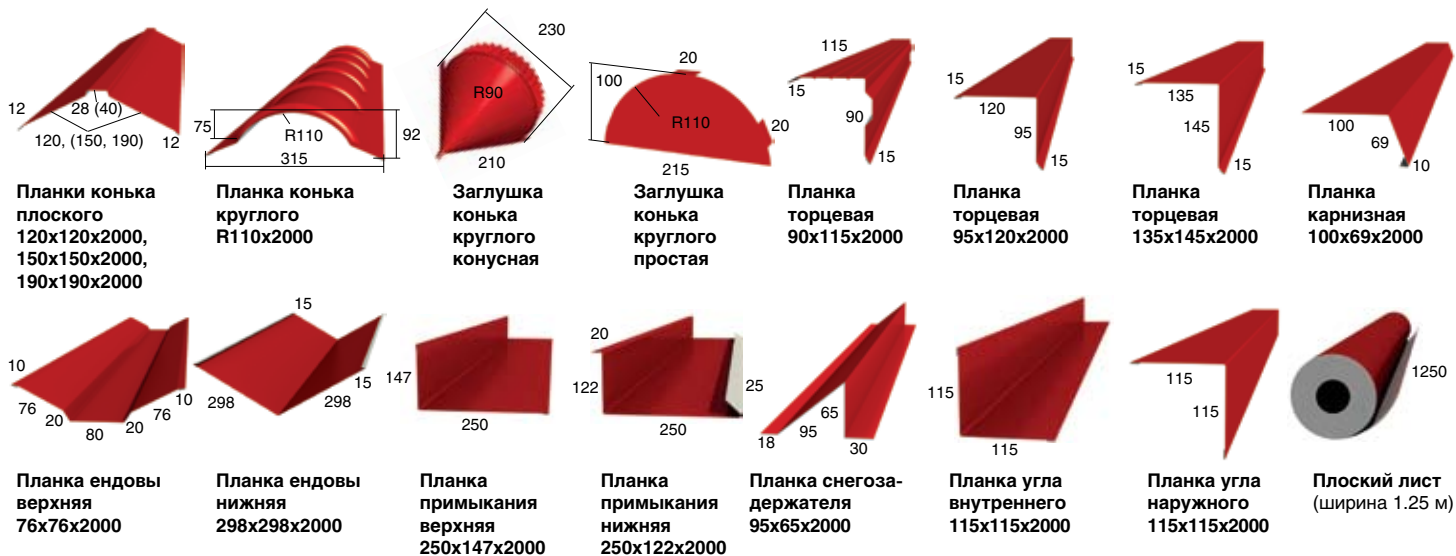 12
28 (40)
120, (150, 190)
12
Планки конька
плоского
120x120x2000,
150x150x2000,
190x190x2000
75
R110
92
315
Планка конька
круглого
R110x2000
230
R90
210
Заглушка
конька
круглого
конусная
20
100
R110
20
215
Заглушка
конька
круглого
простая
115
15
90
15
Планка
торцевая
90x115x2000
15
120
95
15
Планка
торцевая
95x120x2000
15
135
145
15
Планка
торцевая
135x145x2000
100
69
10
Планка
карнизная
100x69x2000
10
76
20
80
20
76
10
Планка ендовы
верхняя
76x76x2000
15
298
298
15
Планка ендовы
нижняя
298x298x2000
147
250
Планка
примыкания
верхняя
250x147x2000
20
122
25
250
Планка
примыкания
нижняя
250x122x2000
65
95
18
30
Планка снегоза-
держателя
95x65x2000
115
115
Планка угла
внутреннего
115x115x2000
115
115
Планка угла
наружного
115x115x2000
1250
Плоский лист
(ширина 1.25 м)